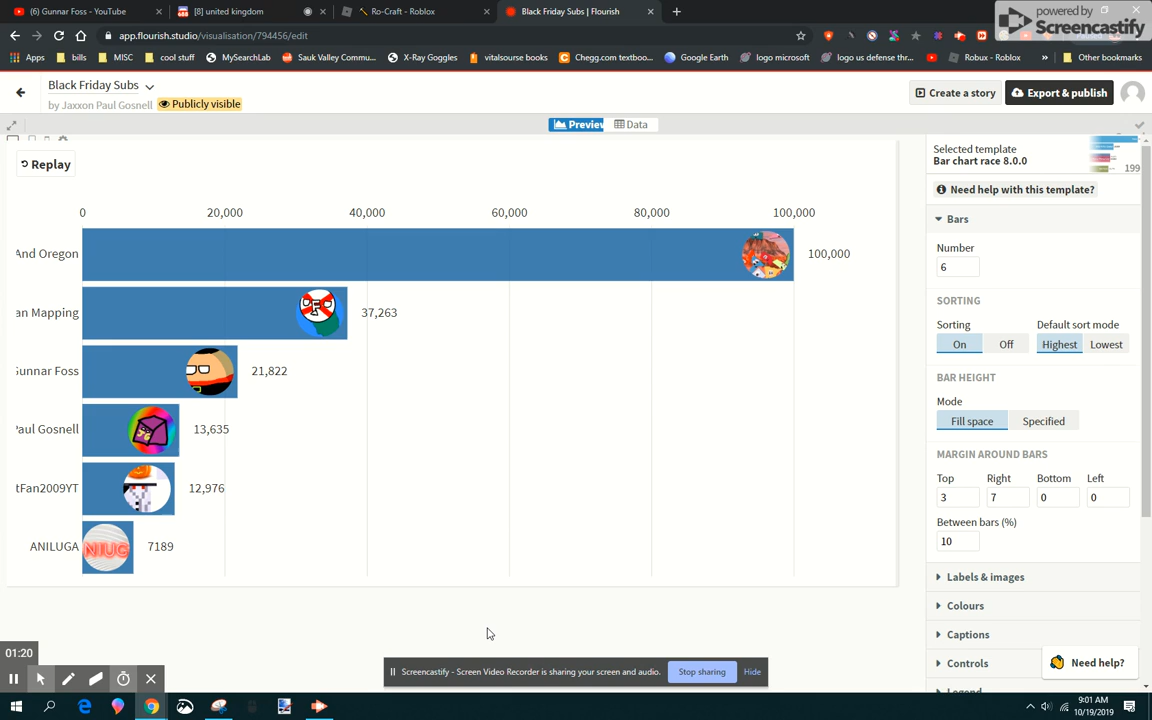 (6) Gunnar Foss - YouTube
[8] united kingdom
Ro-Craft - Roblox
Black Friday Subs | Flourish
powered by
Screencastify
app.flourish.studio/visualisation/794456/edit
Apps
bills
MISC
cool stuff
MySearchLab
Sauk Valley Commu...
X-Ray Goggles
vitalsource books
Chegg.com textboo...
Google Earth
logo microsoft
logo us defense thr...
Robux - Roblox
»
Other bookmarks
Black Friday Subs
by Jaxxon Paul Gosnell
Publicly visible
Create a story
Export & publish
Preview
Data
Selected template
Bar chart race 8.0.0
199
Replay
Need help with this template?
0 20,000 40,000 60,000 80,000 100,000
And Oregon 100,000
an Mapping 37,263
Gunnar Foss 21,822
Paul Gosnell 13,635
tFan2009YT 12,976
ANILUGA NIUG 7189
Bars
Number
6
SORTING
Sorting Default sort mode
On Off Highest Lowest
BAR HEIGHT
Mode
Fill space Specified
MARGIN AROUND BARS
Top Right Bottom Left
3 7 0 0
Between bars (%)
10
Labels & images
Colours
Captions
Controls
Legend
Need help?
01:20
Screencastify - Screen Video Recorder is sharing your screen and audio.
Stop sharing
Hide
9:01 AM
10/19/2019